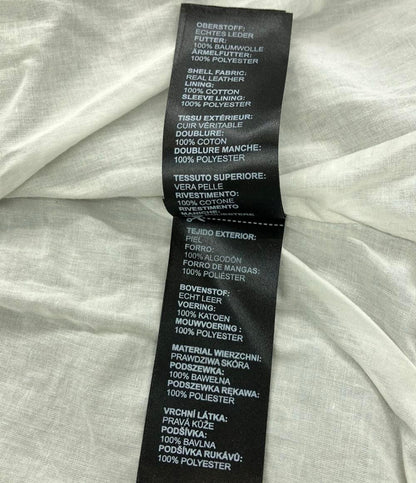 OBERSTOFF:
ECHTES LEDER
FUTTER:
100% BAUMWOLLE
ÄRMELFUTTER:
100% POLYESTER
SHELL FABRIC:
REAL LEATHER
LINING:
100% COTTON
SLEEVE LINING:
100% POLYESTER
TISSU EXTÉRIEUR:
CUIR VÉRITABLE
DOUBLURE:
100% COTON
DOUBLURE MANCHE:
100% POLYESTER
TESSUTO SUPERIORE:
VERA PELLE
RIVESTIMENTO:
100% COTONE
RIVESTIMENTO
TEJIDO EXTERIOR:
PIEL
FORRO:
100% ALGODÓN
FORRO DE MANGAS:
100% POLIÉSTER
BOVENSTOF:
ECHT LEER
VOERING:
100% KATOEN
MOUWVOERING :
100% POLYESTER
MATERIAŁ WIERZCHNI:
PRAWDZIWA SKÓRA
PODSZEWKA:
100% BAWEŁNA
PODSZEWKA RĘKAWA:
100% POLIESTER
VRCHNÍ LÁTKA:
PRAVÁ KŮŽE
PODŠÍVKA:
100% BAVLNA
PODŠÍVKA RUKÁVŮ:
100% POLYESTER